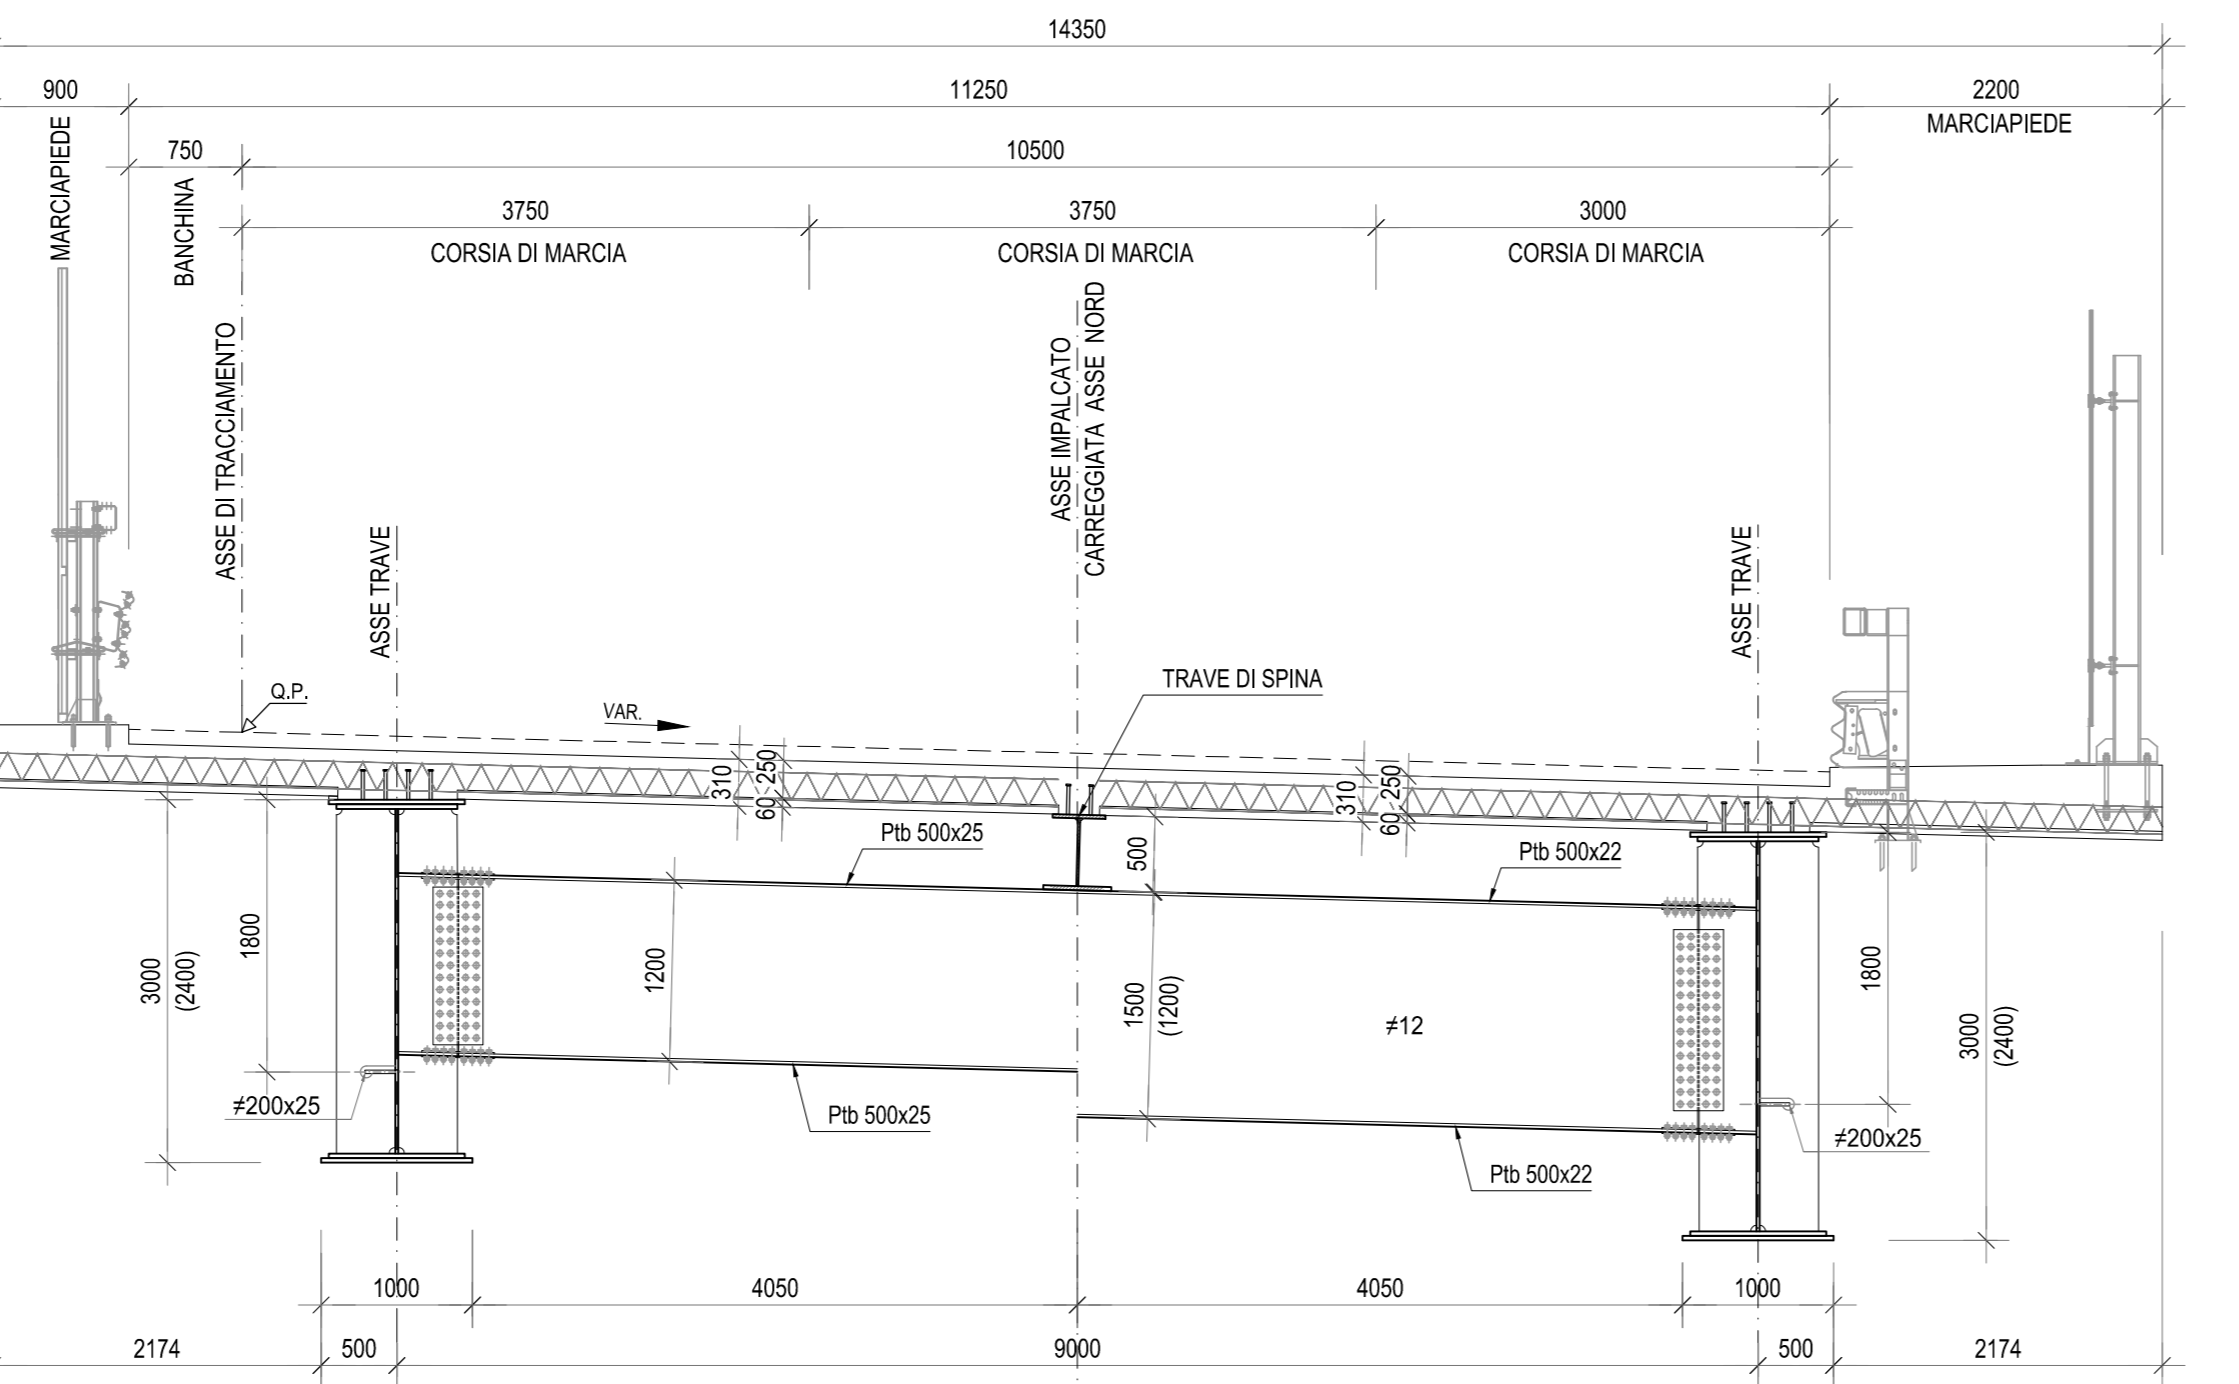 14350
900
11250
2200
MARCIAPIEDE
MARCIAPIEDE
750
BANCHINA
10500
3750
3750
3000
CORSIA DI MARCIA
CORSIA DI MARCIA
CORSIA DI MARCIA
ASSE DI TRACCIAMENTO
ASSE IMPALCATO
CARREGGIATA ASSE NORD
ASSE TRAVE
ASSE TRAVE
Q.P.
VAR.
TRAVE DI SPINA
310
250
60
310
250
60
Ptb 500x25
500
Ptb 500x22
1800
3000
(2400)
1200
1500
(1200)
≠12
1800
3000
(2400)
≠200x25
Ptb 500x25
Ptb 500x22
≠200x25
1000
4050
4050
1000
2174
500
9000
500
2174